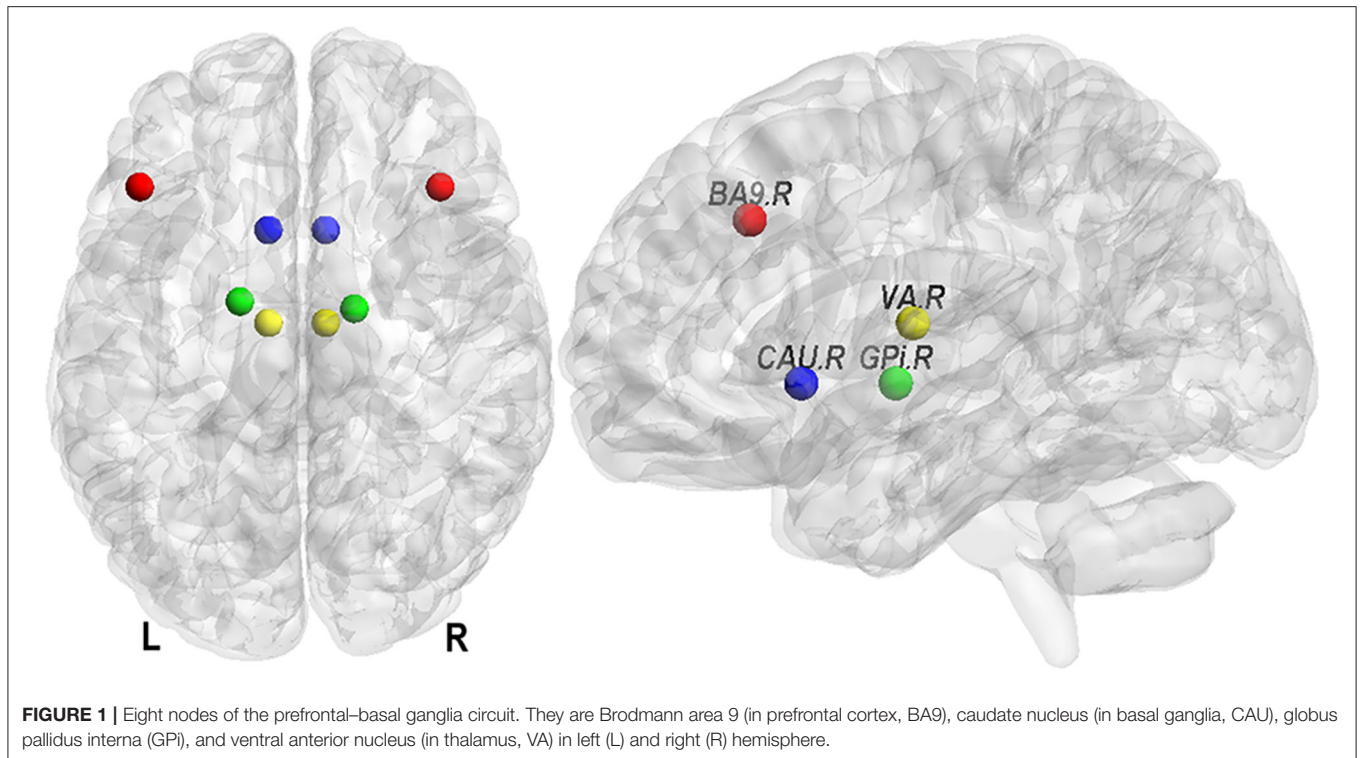 BA9.R
VA.R
CAU.R GPi.R
L R
FIGURE 1 | Eight nodes of the prefrontal–basal ganglia circuit. They are Brodmann area 9 (in prefrontal cortex, BA9), caudate nucleus (in basal ganglia, CAU), globus
pallidus interna (GPi), and ventral anterior nucleus (in thalamus, VA) in left (L) and right (R) hemisphere.